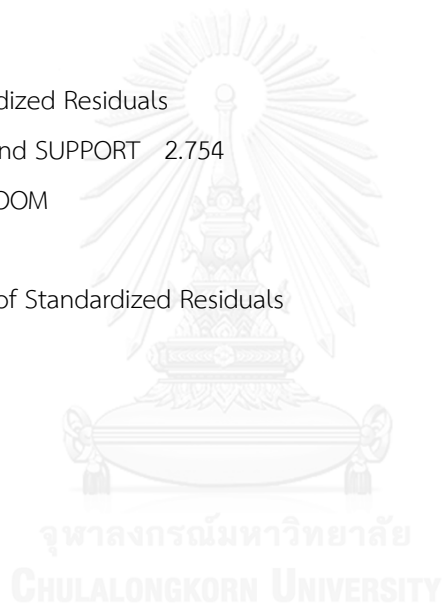 dized Residuals
nd SUPPORT 2.754
OOM
of Standardized Residuals
จุฬาลงกรณ์มหาวิทยาลัย
CHULALONGKORN UNIVERSITY